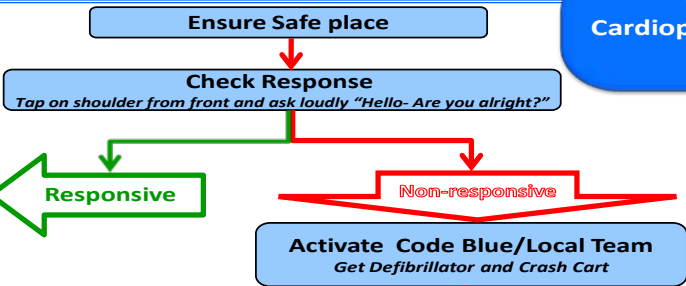 Ensure Safe place
Cardiop
Check Response
Tap on shoulder from front and ask loudly “Hello- Are you alright?”
Responsive
Non-responsive
Activate Code Blue/Local Team
Get Defibrillator and Crash Cart